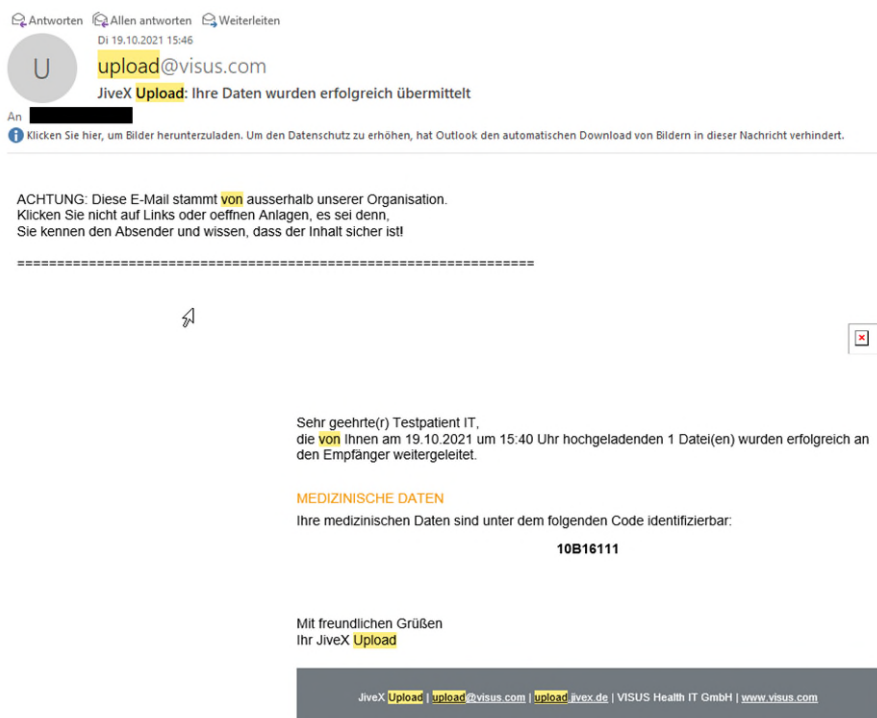 Antworten Allen antworten Weiterleiten
Di 19.10.2021 15:46
U
upload@visus.com
JiveX Upload: Ihre Daten wurden erfolgreich übermittelt
An
Klicken Sie hier, um Bilder herunterzuladen. Um den Datenschutz zu erhöhen, hat Outlook den automatischen Download von Bildern in dieser Nachricht verhindert.
ACHTUNG: Diese E-Mail stammt von ausserhalb unserer Organisation.
Klicken Sie nicht auf Links oder oeffnen Anlagen, es sei denn,
Sie kennen den Absender und wissen, dass der Inhalt sicher ist!
=================================================================
Sehr geehrte(r) Testpatient IT,
die von Ihnen am 19.10.2021 um 15:40 Uhr hochgeladenden 1 Datei(en) wurden erfolgreich an
den Empfänger weitergeleitet.
MEDIZINISCHE DATEN
Ihre medizinischen Daten sind unter dem folgenden Code identifizierbar:
10B16111
Mit freundlichen Grüßen
Ihr JiveX Upload
JiveX Upload | upload@visus.com | upload.jivex.de | VISUS Health IT GmbH | www.visus.com